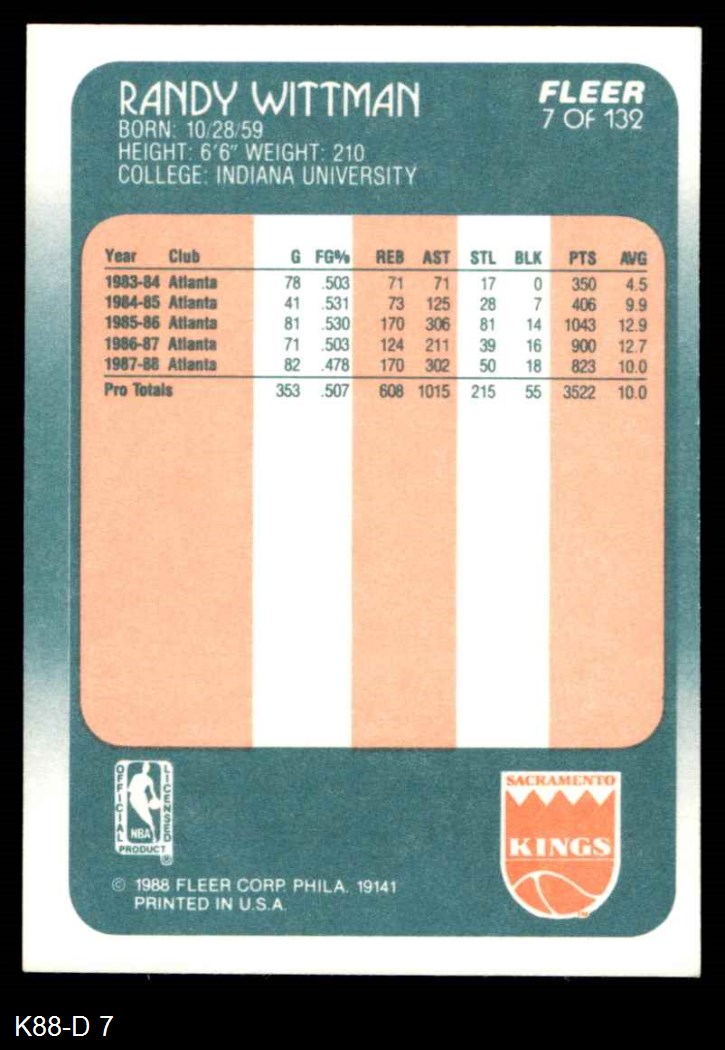 RANDY WITTMAN
FLEER
7 OF 132
BORN: 10/28/59
HEIGHT: 6'6" WEIGHT: 210
COLLEGE: INDIANA UNIVERSITY
Year Club G FG% REB AST STL BLK PTS AVG
1983-84 Atlanta 78 .503 71 71 17 0 350 4.5
1984-85 Atlanta 41 .531 73 125 28 7 406 9.9
1985-86 Atlanta 81 .530 170 306 81 14 1043 12.9
1986-87 Atlanta 71 .503 124 211 39 16 900 12.7
1987-88 Atlanta 82 .478 170 302 50 18 823 10.0
Pro Totals 353 .507 608 1015 215 55 3522 10.0
OFFICIAL
LICENSED
NBA
PRODUCT ®
SACRAMENTO
KINGS
TM
© 1988 FLEER CORP. PHILA. 19141
PRINTED IN U.S.A.
K88-D 7